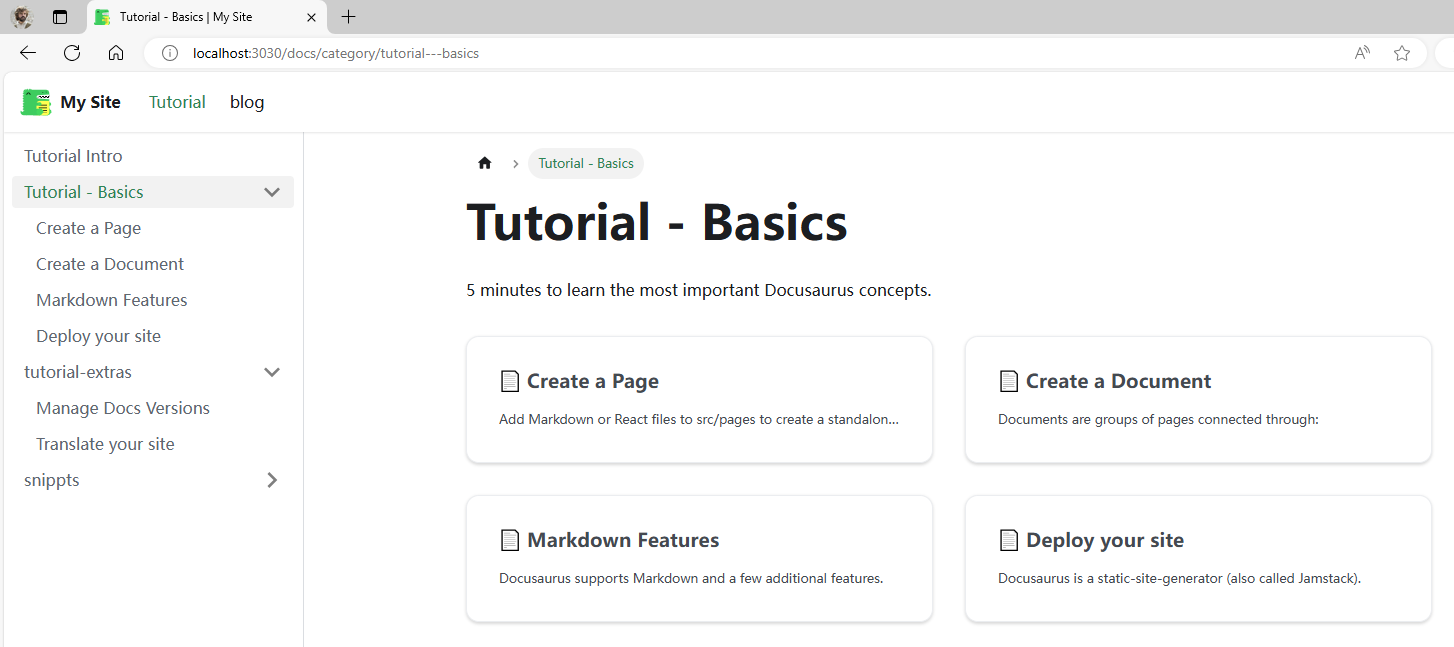 Tutorial - Basics | My Site
localhost:3030/docs/category/tutorial---basics
My Site Tutorial blog
Tutorial Intro
Tutorial - Basics
Create a Page
Create a Document
Markdown Features
Deploy your site
tutorial-extras
Manage Docs Versions
Translate your site
snippts
Tutorial - Basics
Tutorial - Basics
5 minutes to learn the most important Docusaurus concepts.
Create a Page
Add Markdown or React files to src/pages to create a standalon...
Create a Document
Documents are groups of pages connected through:
Markdown Features
Docusaurus supports Markdown and a few additional features.
Deploy your site
Docusaurus is a static-site-generator (also called Jamstack).